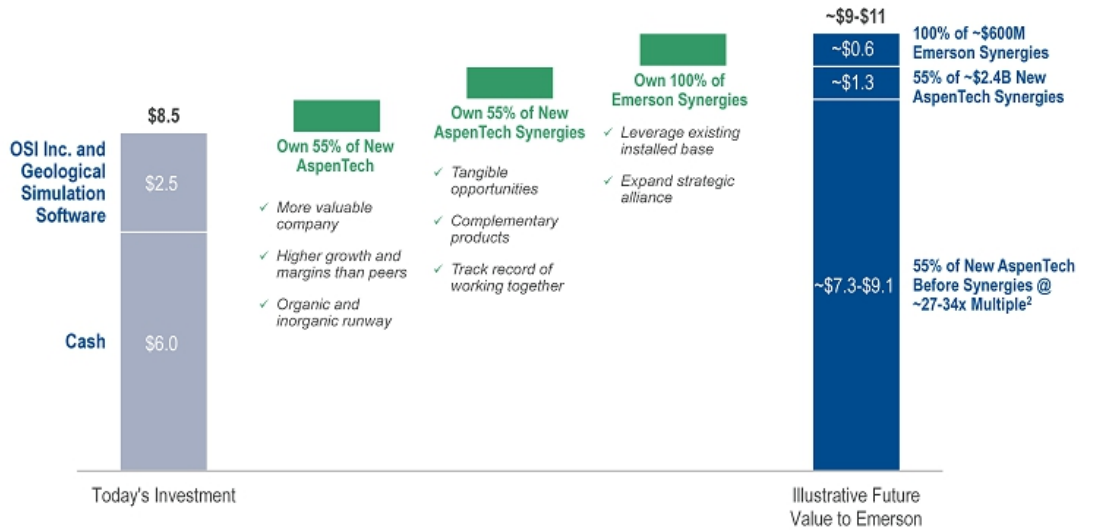 $8.5
OSI Inc. and
Geological
Simulation
Software
$2.5
Cash
$6.0
Today's Investment
Own 55% of New
AspenTech
✓ More valuable
company
✓ Higher growth and
margins than peers
✓ Organic and
inorganic runway
Own 55% of New
AspenTech Synergies
✓ Tangible
opportunities
✓ Complementary
products
✓ Track record of
working together
Own 100% of
Emerson Synergies
✓ Leverage existing
installed base
✓ Expand strategic
alliance
~$9-$11
~$0.6
100% of ~$600M
Emerson Synergies
~$1.3
55% of ~$2.4B New
AspenTech Synergies
~$7.3-$9.1
55% of New AspenTech
Before Synergies @
~27-34x Multiple²
Illustrative Future
Value to Emerson